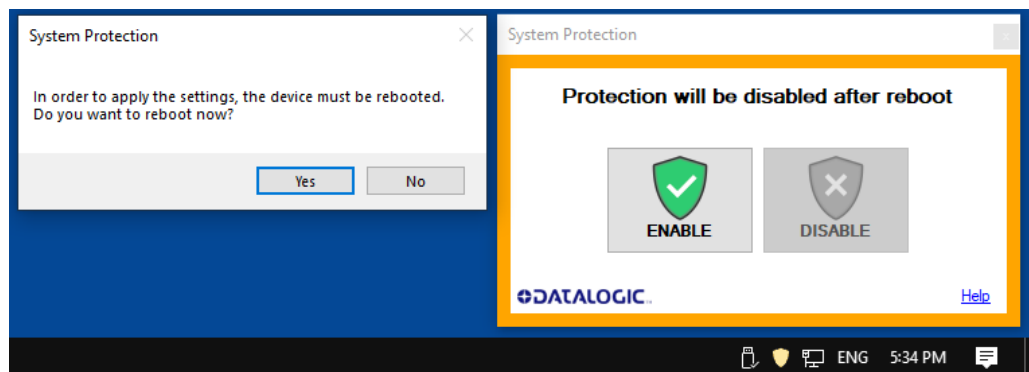 System Protection
In order to apply the settings, the device must be rebooted.
Do you want to reboot now?
Yes
No
System Protection
Protection will be disabled after reboot
ENABLE
DISABLE
DATALOGIC™
Help
ENG
5:34 PM